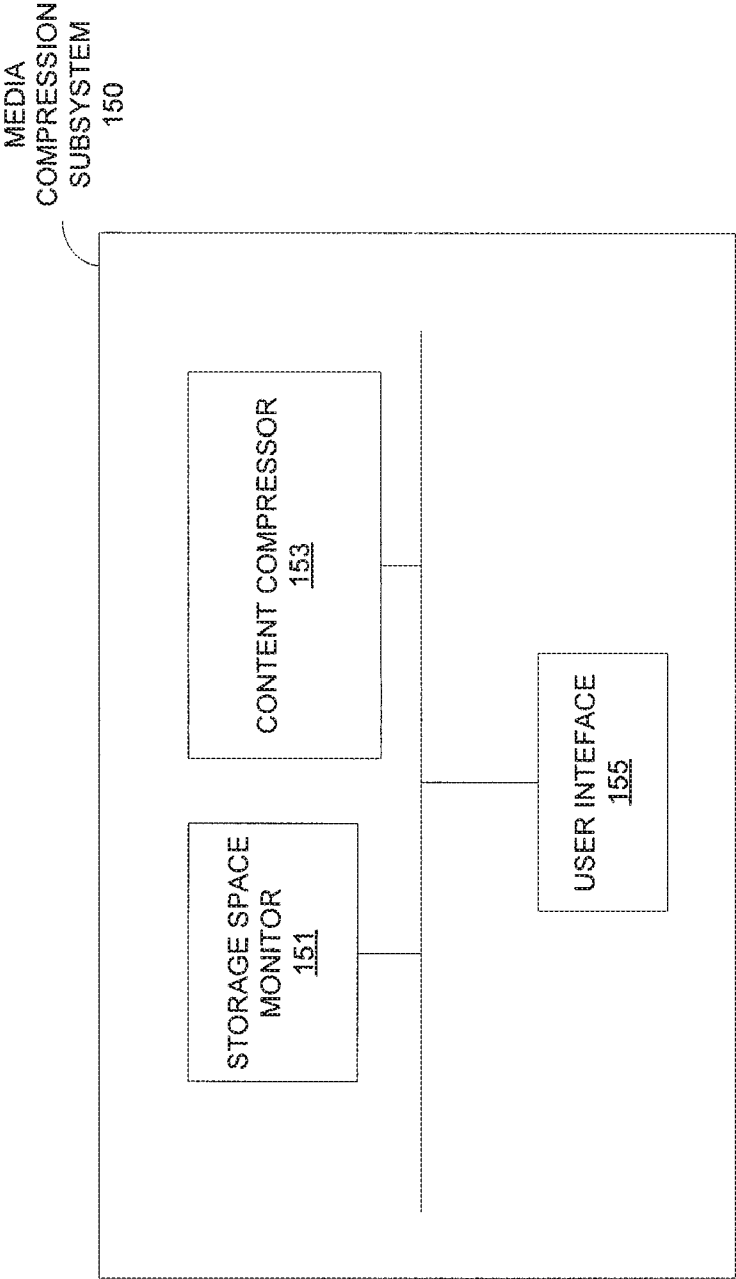 MEDIA
COMPRESSION
SUBSYSTEM
150
STORAGE SPACE
MONITOR
151
CONTENT COMPRESSOR
153
USER INTEFACE
155